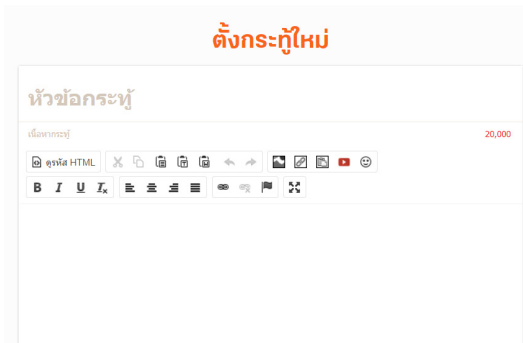 ตั้งกระทู้ใหม่
หัวข้อกระทู้
เนื้อหากระทู้ 20,000
ดูรหัส HTML
B I U Tx